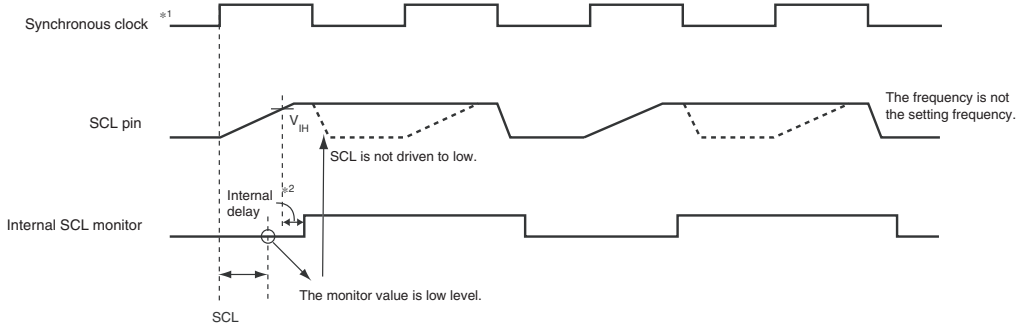 Synchronous clock *1
SCL pin
VIH
The frequency is not
the setting frequency.
SCL is not driven to low.
Internal *2
delay
Internal SCL monitor
The monitor value is low level.
SCL